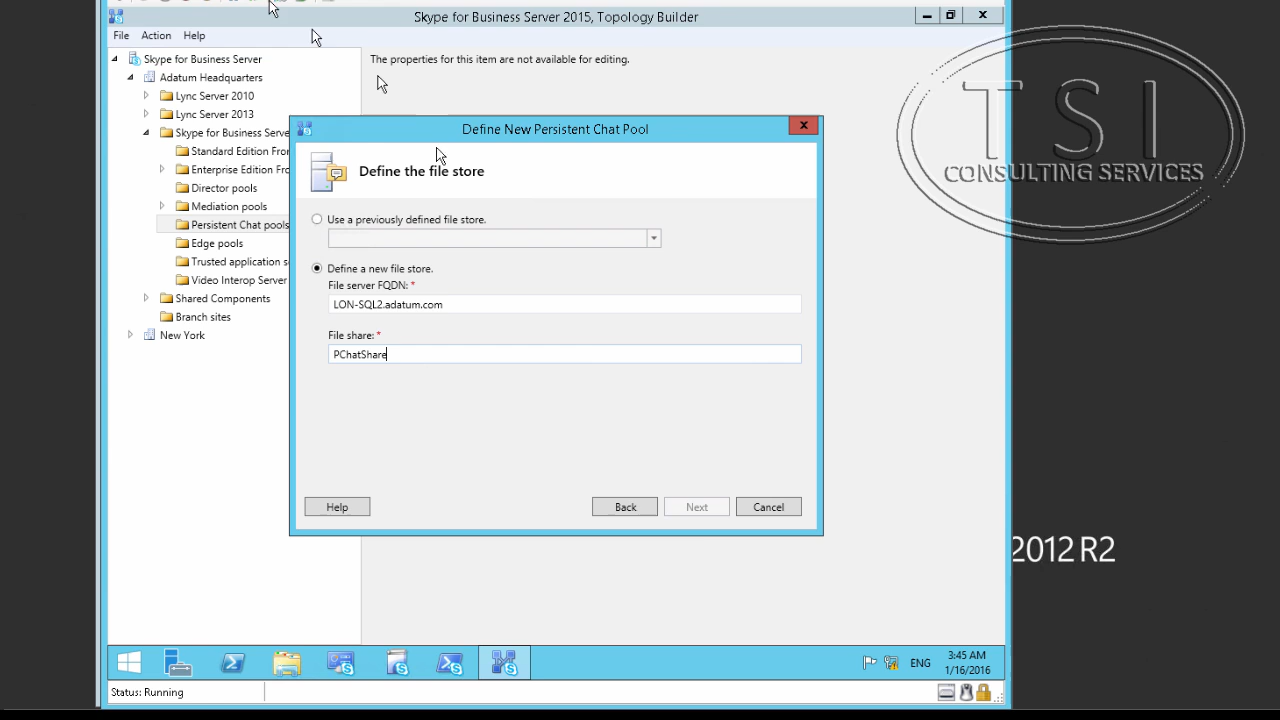 Skype for Business Server 2015, Topology Builder
File Action Help
Skype for Business Server
Adatum Headquarters
Lync Server 2010
Lync Server 2013
Skype for Business Serve
Standard Edition Fron
Enterprise Edition Fro
Director pools
Mediation pools
Persistent Chat pools
Edge pools
Trusted application s
Video Interop Server
Shared Components
Branch sites
New York
The properties for this item are not available for editing.
Define New Persistent Chat Pool
Define the file store
Use a previously defined file store.
Define a new file store.
File server FQDN: *
LON-SQL2.adatum.com
File share: *
PChatShare
Help Back Next Cancel
TSI
CONSULTING SERVICES
2012 R2
ENG
3:45 AM
1/16/2016
Status: Running